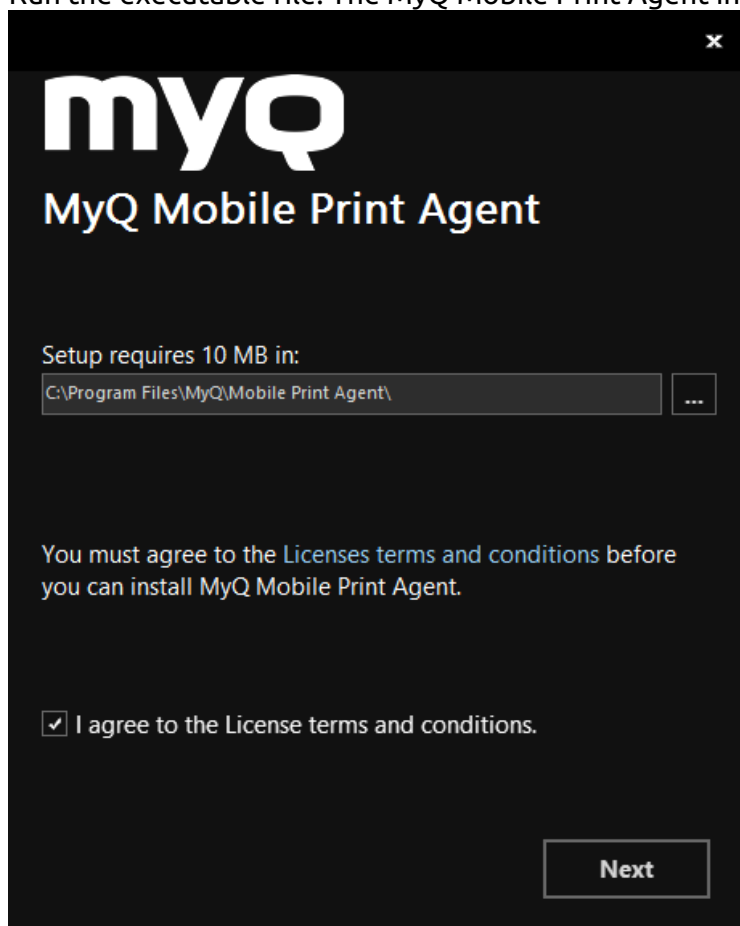 Run the executable file. The MyQ Mobile Print Agent in
x
myQ
MyQ Mobile Print Agent
Setup requires 10 MB in:
C:\Program Files\MyQ\Mobile Print Agent\
...
You must agree to the Licenses terms and conditions before
you can install MyQ Mobile Print Agent.
I agree to the License terms and conditions.
Next